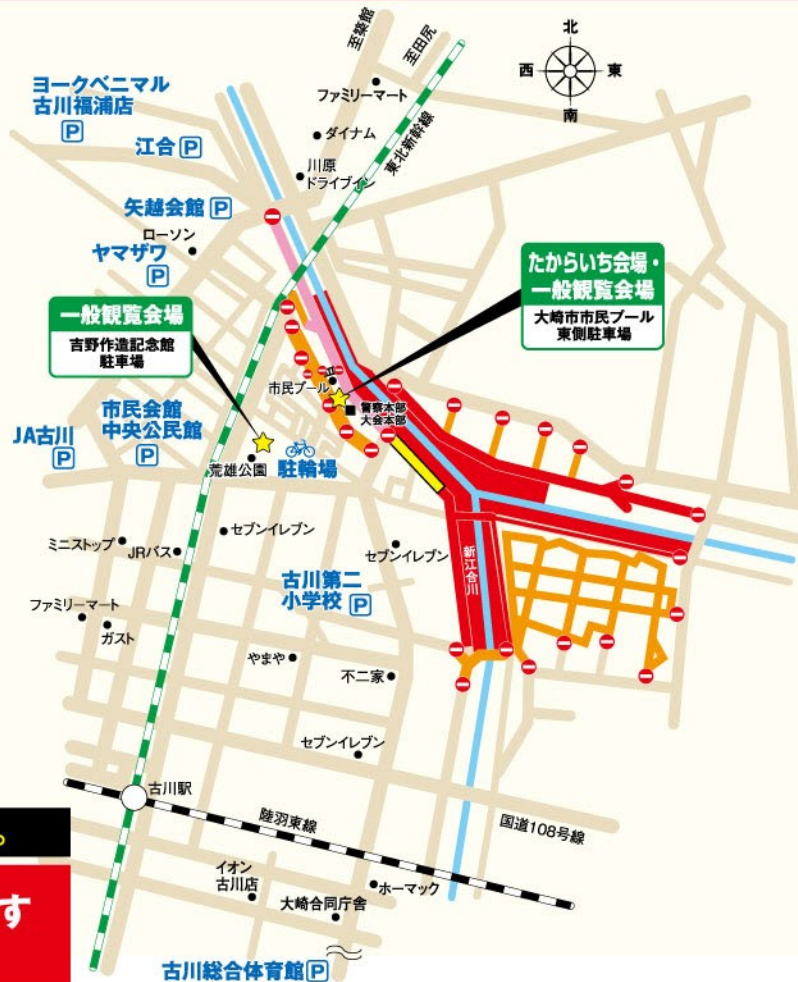 至築館
至田尻
北
西
東
南
ヨークベニマル
古川福浦店
P
ファミリーマート
江合 P
ダイナム
東北新幹線
川原
ドライブイン
矢越会館 P
ローソン
ヤマザワ
P
たからいち会場・
一般観覧会場
大崎市市民プール
東側駐車場
一般観覧会場
吉野作造記念館
駐車場
市民プール
警察本部
大会本部
市民会館
中央公民館
P
JA古川
P
荒雄公園
駐輪場
セブンイレブン
ミニストップ
JRバス
セブンイレブン
新江合川
古川第二
小学校 P
ファミリーマート
ガスト
やまや
不二家
セブンイレブン
古川駅
陸羽東線
国道108号線
。
す
イオン
古川店
ホーマック
大崎合同庁舎
古川総合体育館 P